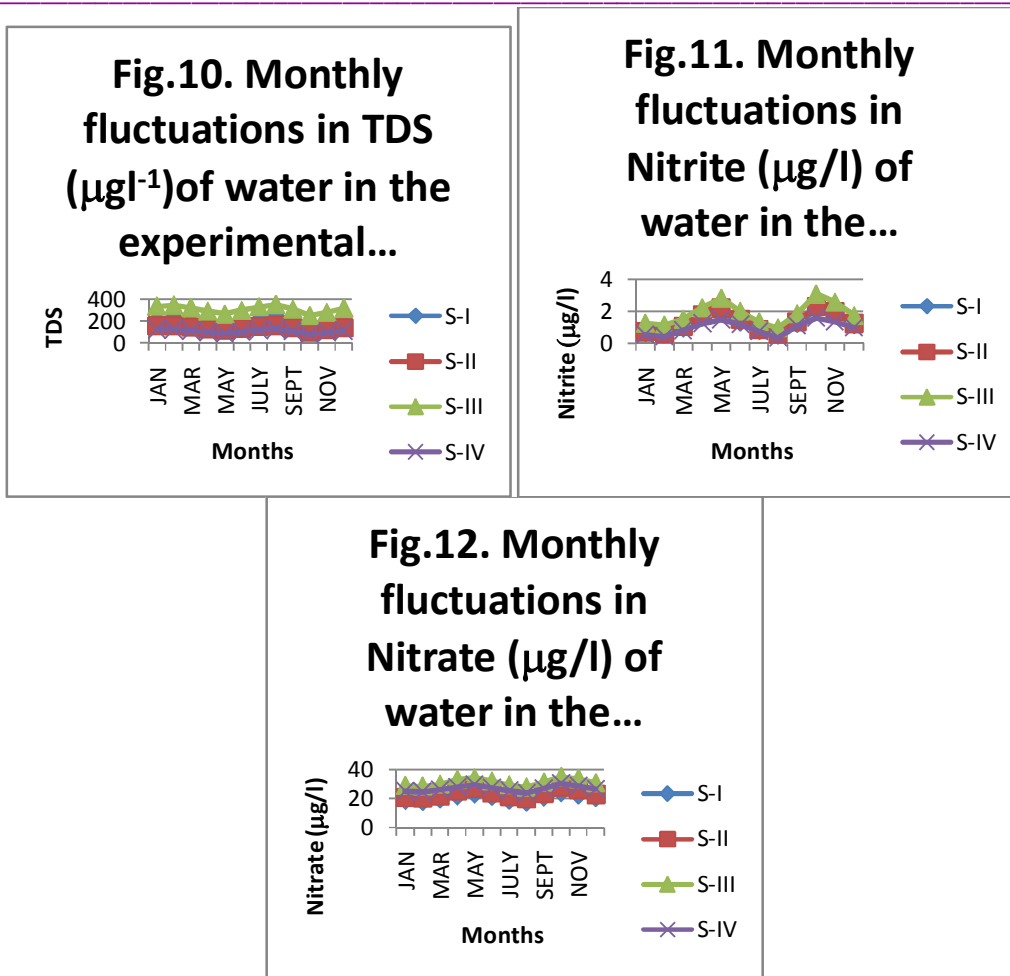 Fig.10. Monthly
fluctuations in TDS
(µgl-1)of water in the
experimental…
400
200
0
TDS
JAN
MAR
MAY
JULY
SEPT
NOV
Months
S-I
S-II
S-III
S-IV
Fig.11. Monthly
fluctuations in
Nitrite (µg/l) of
water in the…
4
2
0
Nitrite (µg/l)
JAN
MAR
MAY
JULY
SEPT
NOV
Months
S-I
S-II
S-III
S-IV
Fig.12. Monthly
fluctuations in
Nitrate (µg/l) of
water in the…
40
20
0
Nitrate (µg/l)
JAN
MAR
MAY
JULY
SEPT
NOV
Months
S-I
S-II
S-III
S-IV